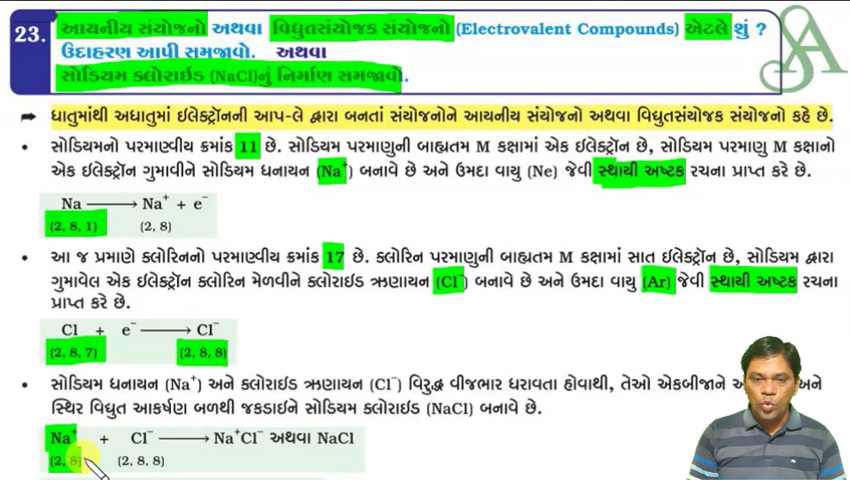 23. આયનીય સંયોજનો અથવા વિદ્યુતસંયોજક સંયોજનો (Electrovalent Compounds) એટલે શું ?
ઉદાહરણ આપી સમજાવો. અથવા
સોડિયમ ક્લોરાઇડ (NaCl)નું નિર્માણ સમજાવો.
SA
➡ ધાતુમાંથી અધાતુમાં ઇલેક્ટ્રૉનની આપ-લે દ્વારા બનતાં સંયોજનોને આયનીય સંયોજનો અથવા વિદ્યુતસંયોજક સંયોજનો કહે છે.
• સોડિયમનો પરમાણ્વીય ક્રમાંક 11 છે. સોડિયમ પરમાણુની બાહ્યતમ M કક્ષામાં એક ઇલેક્ટ્રૉન છે, સોડિયમ પરમાણુ M કક્ષાનો
એક ઇલેક્ટ્રૉન ગુમાવીને સોડિયમ ધનાયન (Na⁺) બનાવે છે અને ઉમદા વાયુ (Ne) જેવી સ્થાયી અષ્ટક રચના પ્રાપ્ત કરે છે.
Na ⟶ Na⁺ + e⁻
(2, 8, 1) (2, 8)
• આ જ પ્રમાણે ક્લોરિનનો પરમાણ્વીય ક્રમાંક 17 છે. ક્લોરિન પરમાણુની બાહ્યતમ M કક્ષામાં સાત ઇલેક્ટ્રૉન છે, સોડિયમ દ્વારા
ગુમાવેલ એક ઇલેક્ટ્રૉન ક્લોરિન મેળવીને ક્લોરાઇડ ઋણાયન (Cl⁻) બનાવે છે અને ઉમદા વાયુ (Ar) જેવી સ્થાયી અષ્ટક રચના
પ્રાપ્ત કરે છે.
Cl + e⁻ ⟶ Cl⁻
(2, 8, 7) (2, 8, 8)
• સોડિયમ ધનાયન (Na⁺) અને ક્લોરાઇડ ઋણાયન (Cl⁻) વિરુદ્ધ વીજભાર ધરાવતા હોવાથી, તેઓ એકબીજાને અને
સ્થિર વિદ્યુત આકર્ષણ બળથી જકડાઇને સોડિયમ ક્લોરાઇડ (NaCl) બનાવે છે.
Na⁺ + Cl⁻ ⟶ Na⁺Cl⁻ અથવા NaCl
(2, 8) (2, 8, 8)